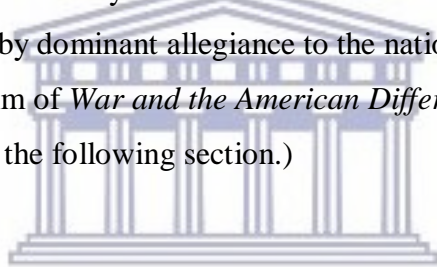 by dominant allegiance to the natio
m of War and the American Differ
the following section.)